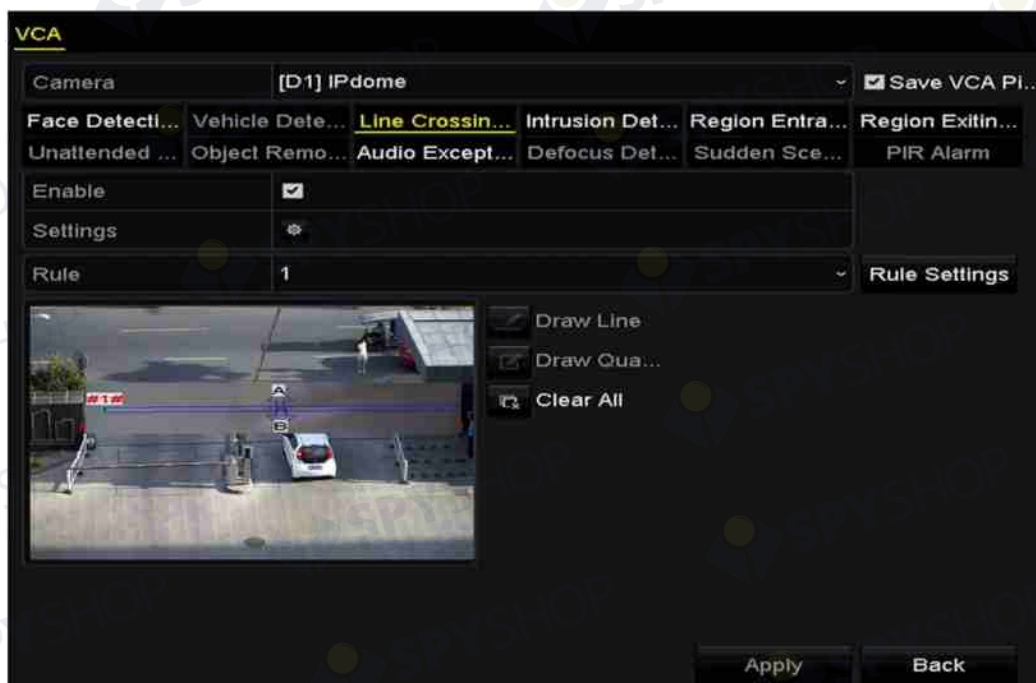 VCA
Camera [D1] IPdome Save VCA Pi...
Face Detecti... Vehicle Dete... Line Crossin... Intrusion Det... Region Entra... Region Exitin...
Unattended ... Object Remo... Audio Except... Defocus Det... Sudden Sce... PIR Alarm
Enable
Settings
Rule 1 Rule Settings
Draw Line
Draw Qua...
Clear All
#1#
A
B
Apply Back
SPYSHOP